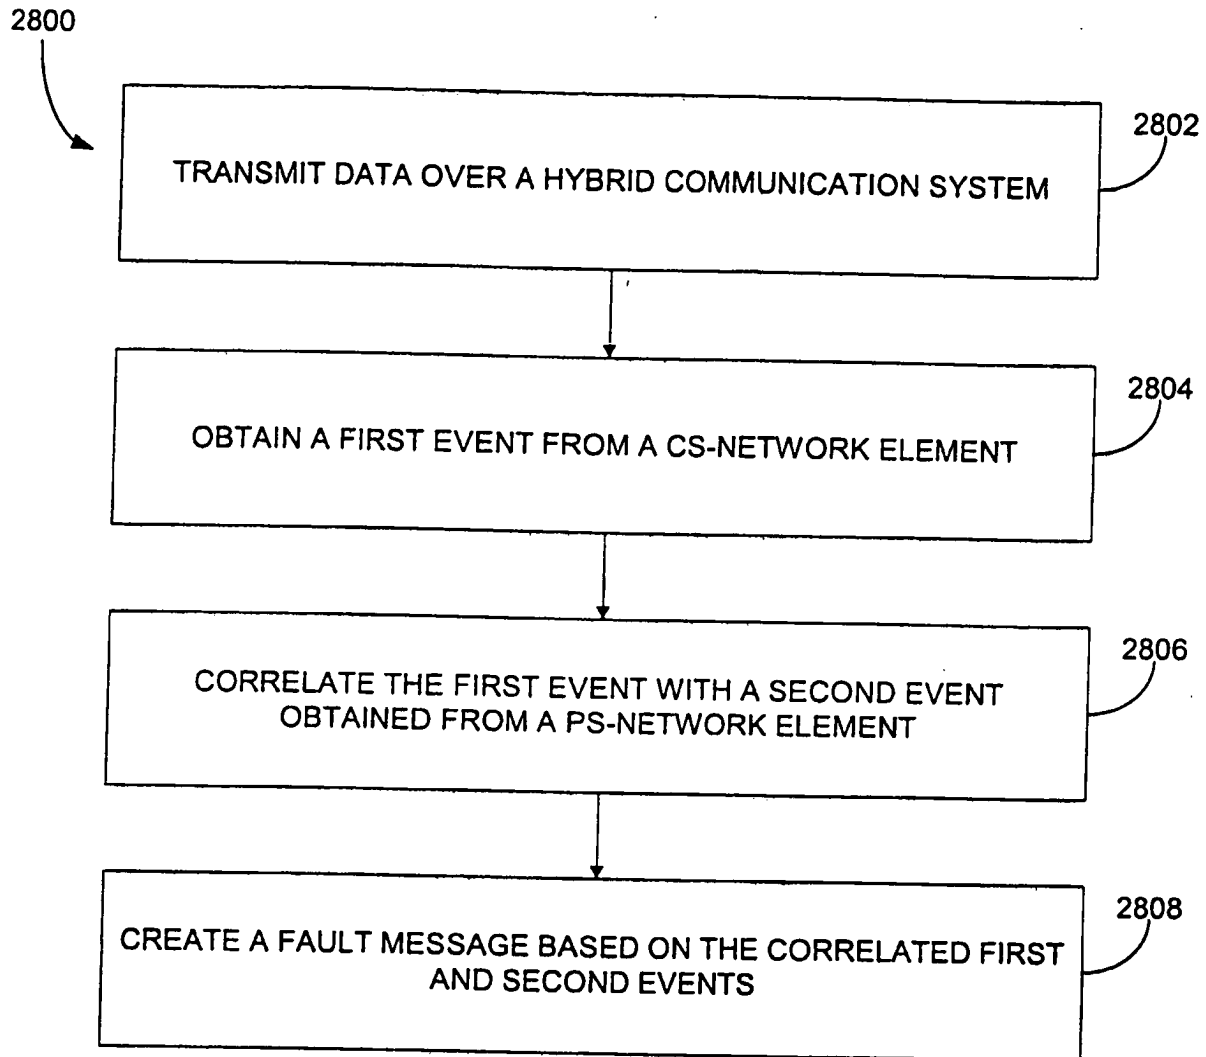 2800
2802
TRANSMIT DATA OVER A HYBRID COMMUNICATION SYSTEM
2804
OBTAIN A FIRST EVENT FROM A CS-NETWORK ELEMENT
2806
CORRELATE THE FIRST EVENT WITH A SECOND EVENT
OBTAINED FROM A PS-NETWORK ELEMENT
2808
CREATE A FAULT MESSAGE BASED ON THE CORRELATED FIRST
AND SECOND EVENTS